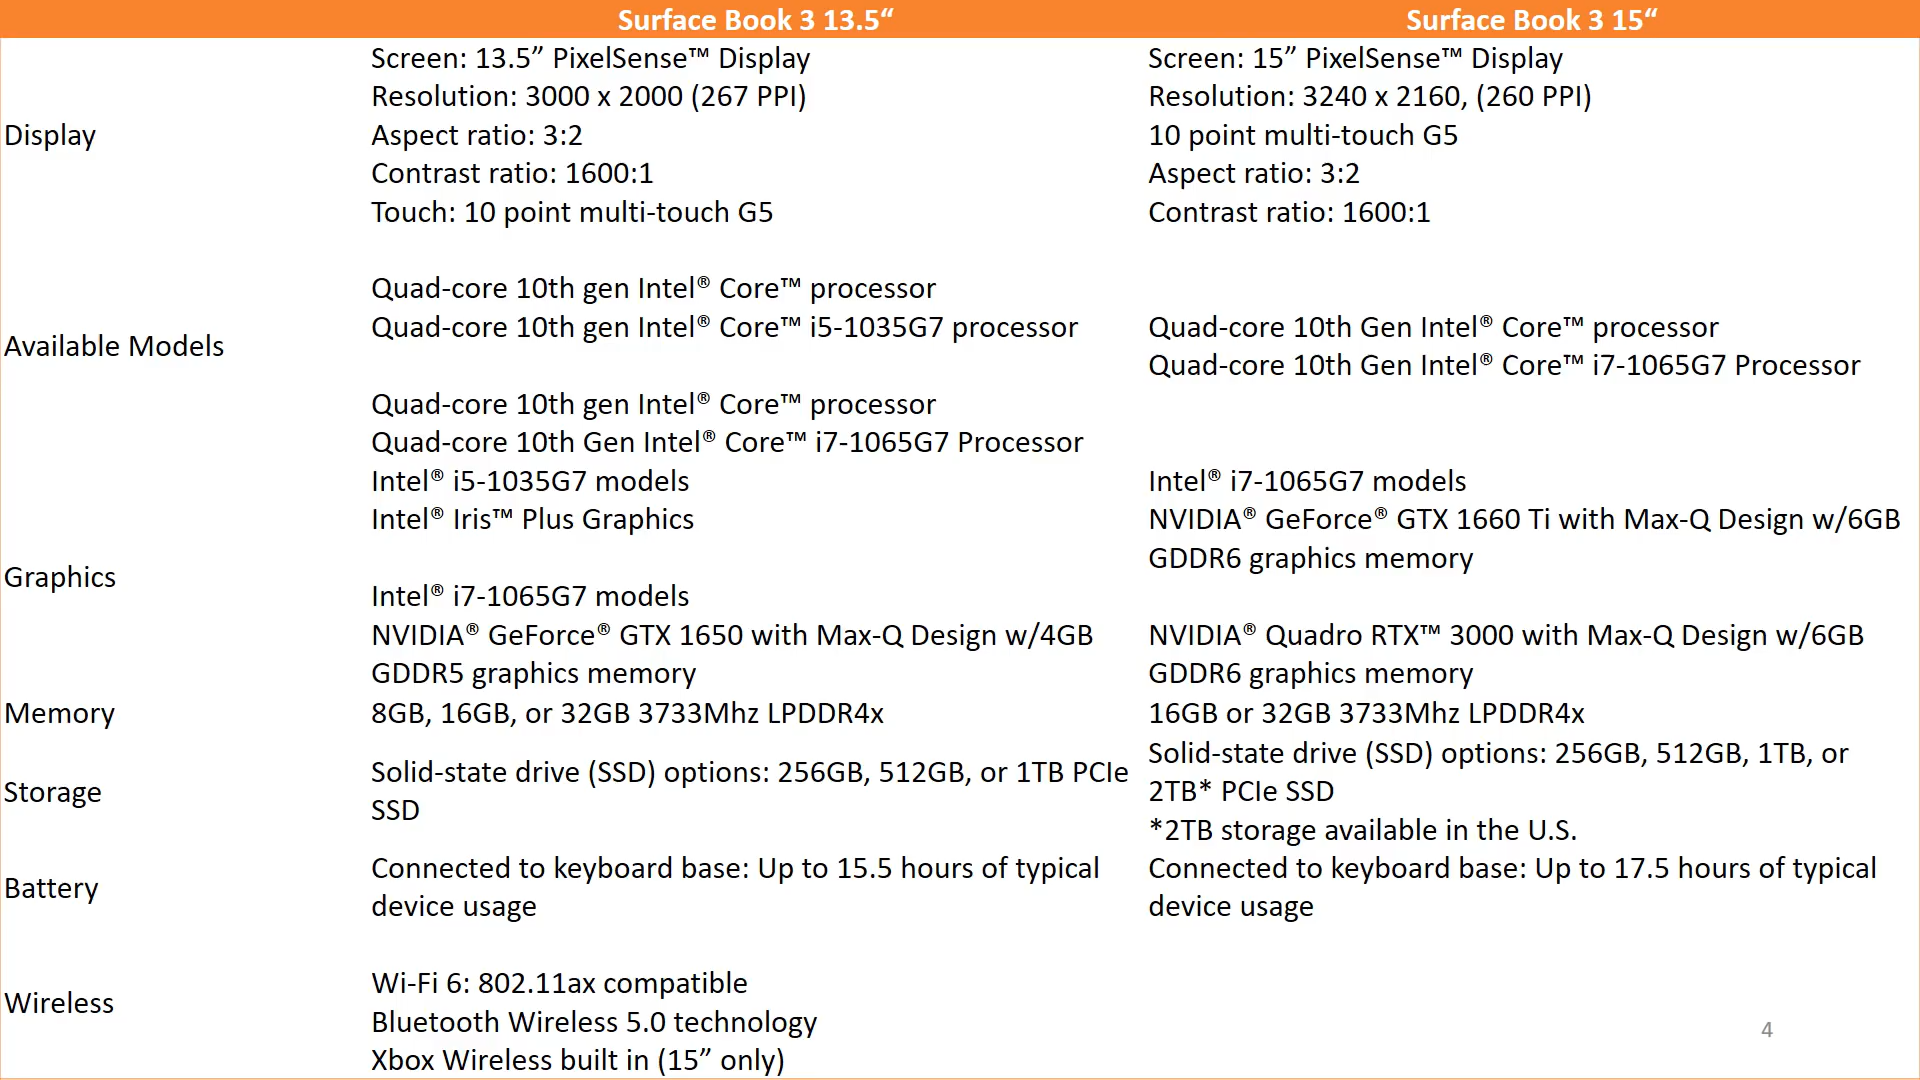 Surface Book 3 13.5“
Surface Book 3 15“
Display
Screen: 13.5” PixelSense™ Display
Resolution: 3000 x 2000 (267 PPI)
Aspect ratio: 3:2
Contrast ratio: 1600:1
Touch: 10 point multi-touch G5
Screen: 15” PixelSense™ Display
Resolution: 3240 x 2160, (260 PPI)
10 point multi-touch G5
Aspect ratio: 3:2
Contrast ratio: 1600:1
Available Models
Quad-core 10th gen Intel® Core™ processor
Quad-core 10th gen Intel® Core™ i5-1035G7 processor
Quad-core 10th gen Intel® Core™ processor
Quad-core 10th Gen Intel® Core™ i7-1065G7 Processor
Quad-core 10th Gen Intel® Core™ processor
Quad-core 10th Gen Intel® Core™ i7-1065G7 Processor
Graphics
Intel® i5-1035G7 models
Intel® Iris™ Plus Graphics
Intel® i7-1065G7 models
NVIDIA® GeForce® GTX 1650 with Max-Q Design w/4GB
GDDR5 graphics memory
Intel® i7-1065G7 models
NVIDIA® GeForce® GTX 1660 Ti with Max-Q Design w/6GB
GDDR6 graphics memory
NVIDIA® Quadro RTX™ 3000 with Max-Q Design w/6GB
GDDR6 graphics memory
Memory
8GB, 16GB, or 32GB 3733Mhz LPDDR4x
16GB or 32GB 3733Mhz LPDDR4x
Storage
Solid-state drive (SSD) options: 256GB, 512GB, or 1TB PCIe
SSD
Solid-state drive (SSD) options: 256GB, 512GB, 1TB, or
2TB* PCIe SSD
*2TB storage available in the U.S.
Battery
Connected to keyboard base: Up to 15.5 hours of typical
device usage
Connected to keyboard base: Up to 17.5 hours of typical
device usage
Wireless
Wi-Fi 6: 802.11ax compatible
Bluetooth Wireless 5.0 technology
Xbox Wireless built in (15” only)
4